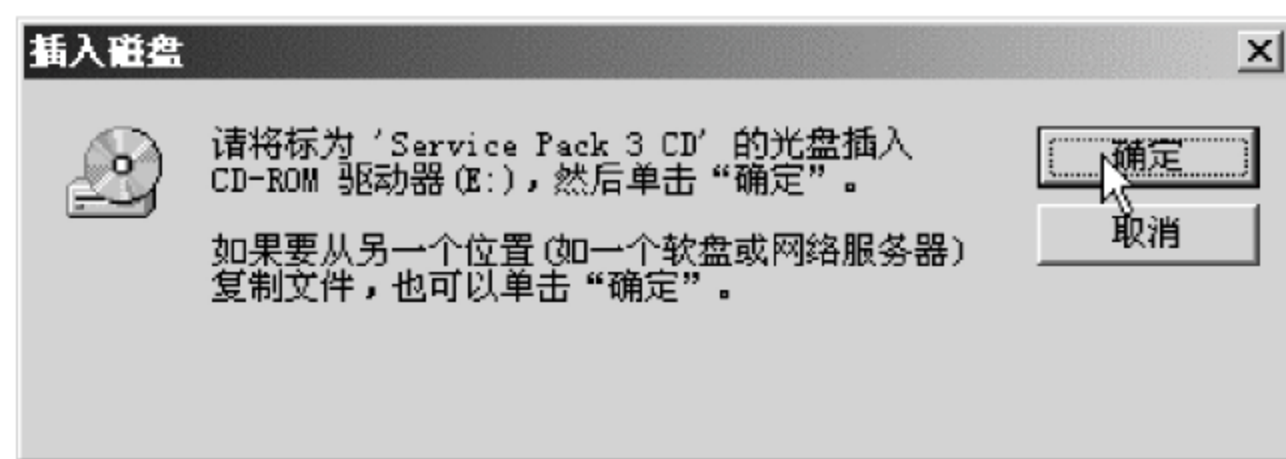 插入磁盘
请将标为 'Service Pack 3 CD' 的光盘插入
CD-ROM 驱动器(E:)，然后单击“确定”。
如果要从另一个位置(如一个软盘或网络服务器)
复制文件，也可以单击“确定”。
确定
取消